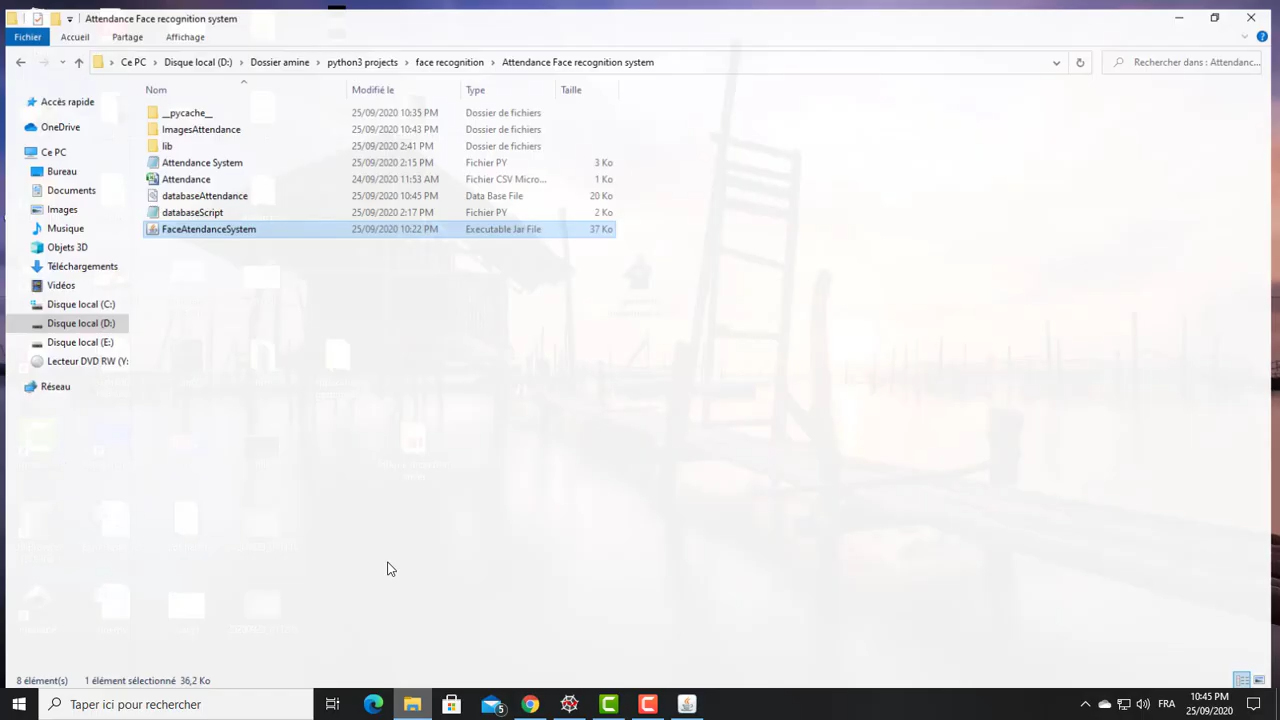 Attendance Face recognition system
Fichier Accueil Partage Affichage
Ce PC Disque local (D:) Dossier amine python3 projects face recognition Attendance Face recognition system
Rechercher dans : Attendanc...
Nom Modifié le Type Taille
__pycache__ 25/09/2020 10:35 PM Dossier de fichiers
ImagesAttendance 25/09/2020 10:43 PM Dossier de fichiers
lib 25/09/2020 2:41 PM Dossier de fichiers
Attendance System 25/09/2020 2:15 PM Fichier PY 3 Ko
Attendance 24/09/2020 11:53 AM Fichier CSV Micro... 1 Ko
databaseAttendance 25/09/2020 10:45 PM Data Base File 20 Ko
databaseScript 25/09/2020 2:17 PM Fichier PY 2 Ko
FaceAtendanceSystem 25/09/2020 10:22 PM Executable Jar File 37 Ko
Accès rapide
OneDrive
Ce PC
Bureau
Documents
Images
Musique
Objets 3D
Téléchargements
Vidéos
Disque local (C:)
Disque local (D:)
Disque local (E:)
Lecteur DVD RW (Y:
Réseau
8 élément(s) 1 élément sélectionné 36,2 Ko
Taper ici pour rechercher
5
FRA
10:45 PM
25/09/2020